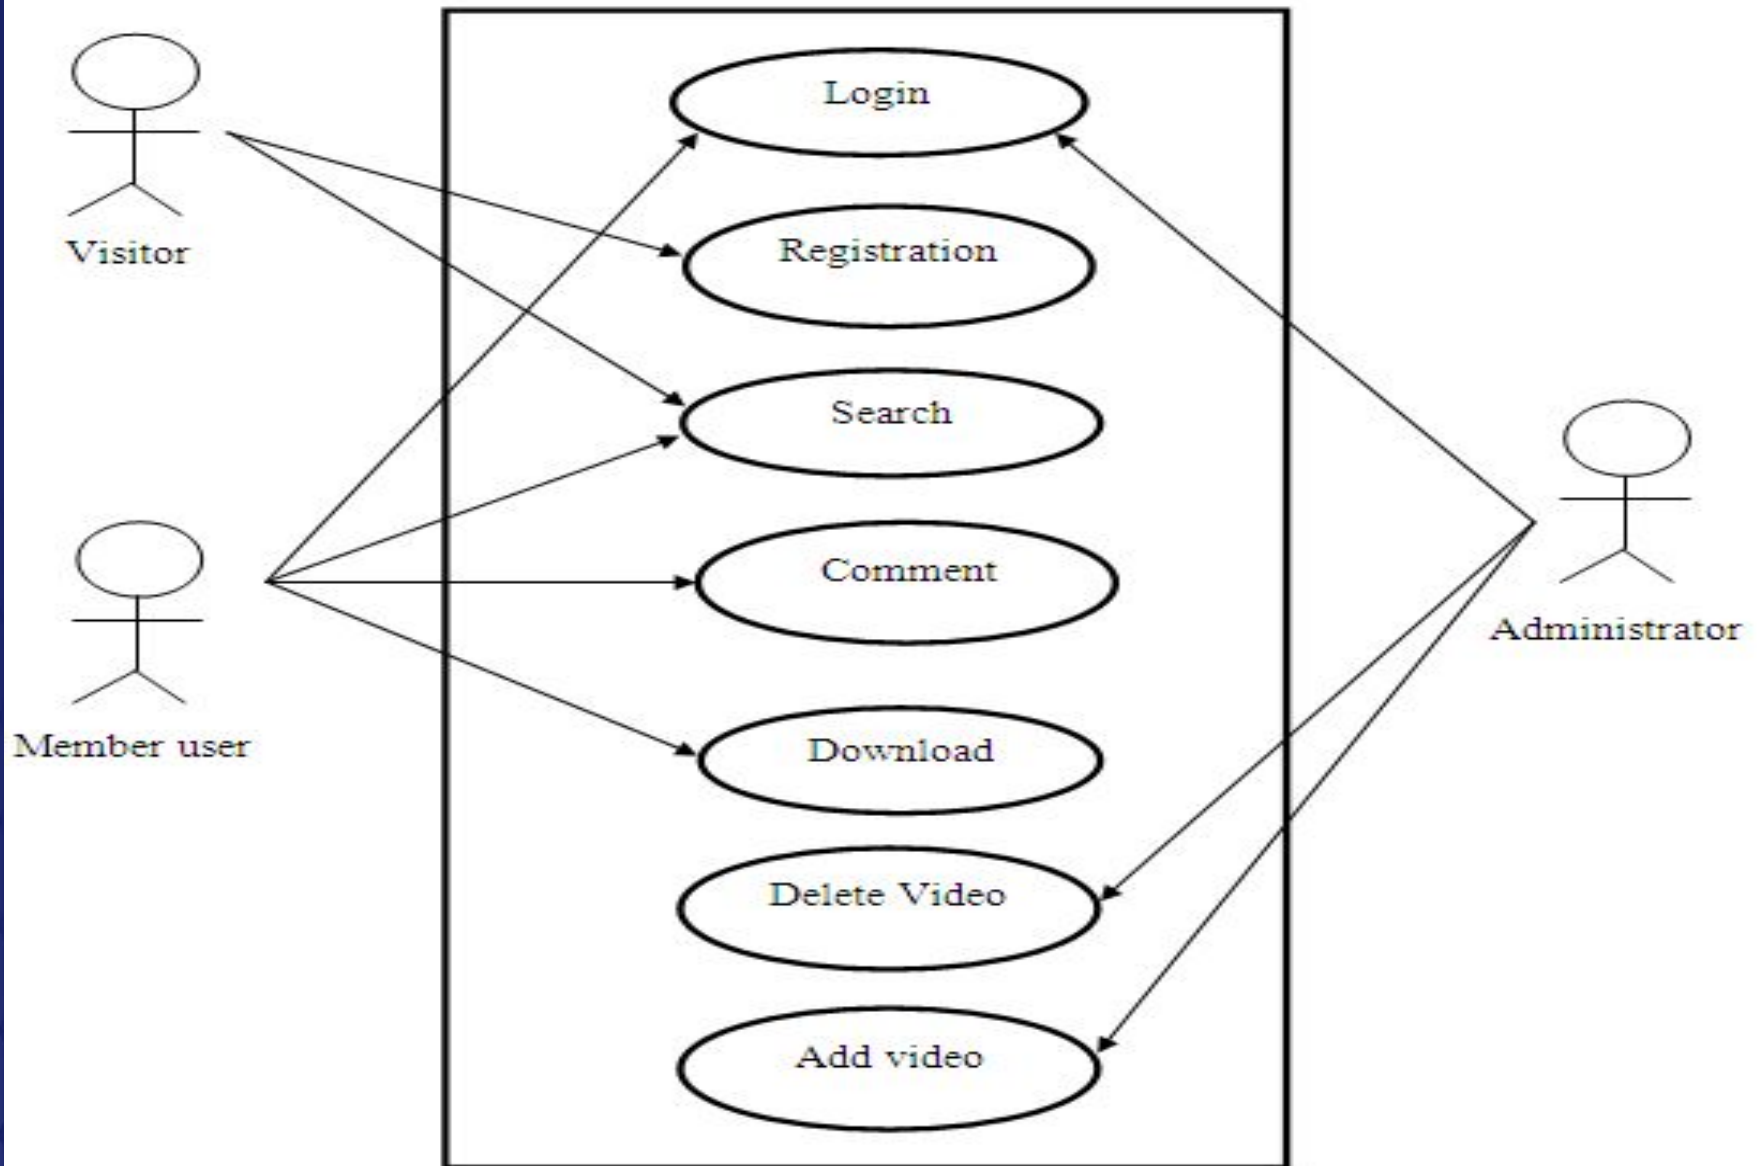 Login
Registration
Visitor
Search
Comment
Administrator
Member user
Download
Delete Video
Add video